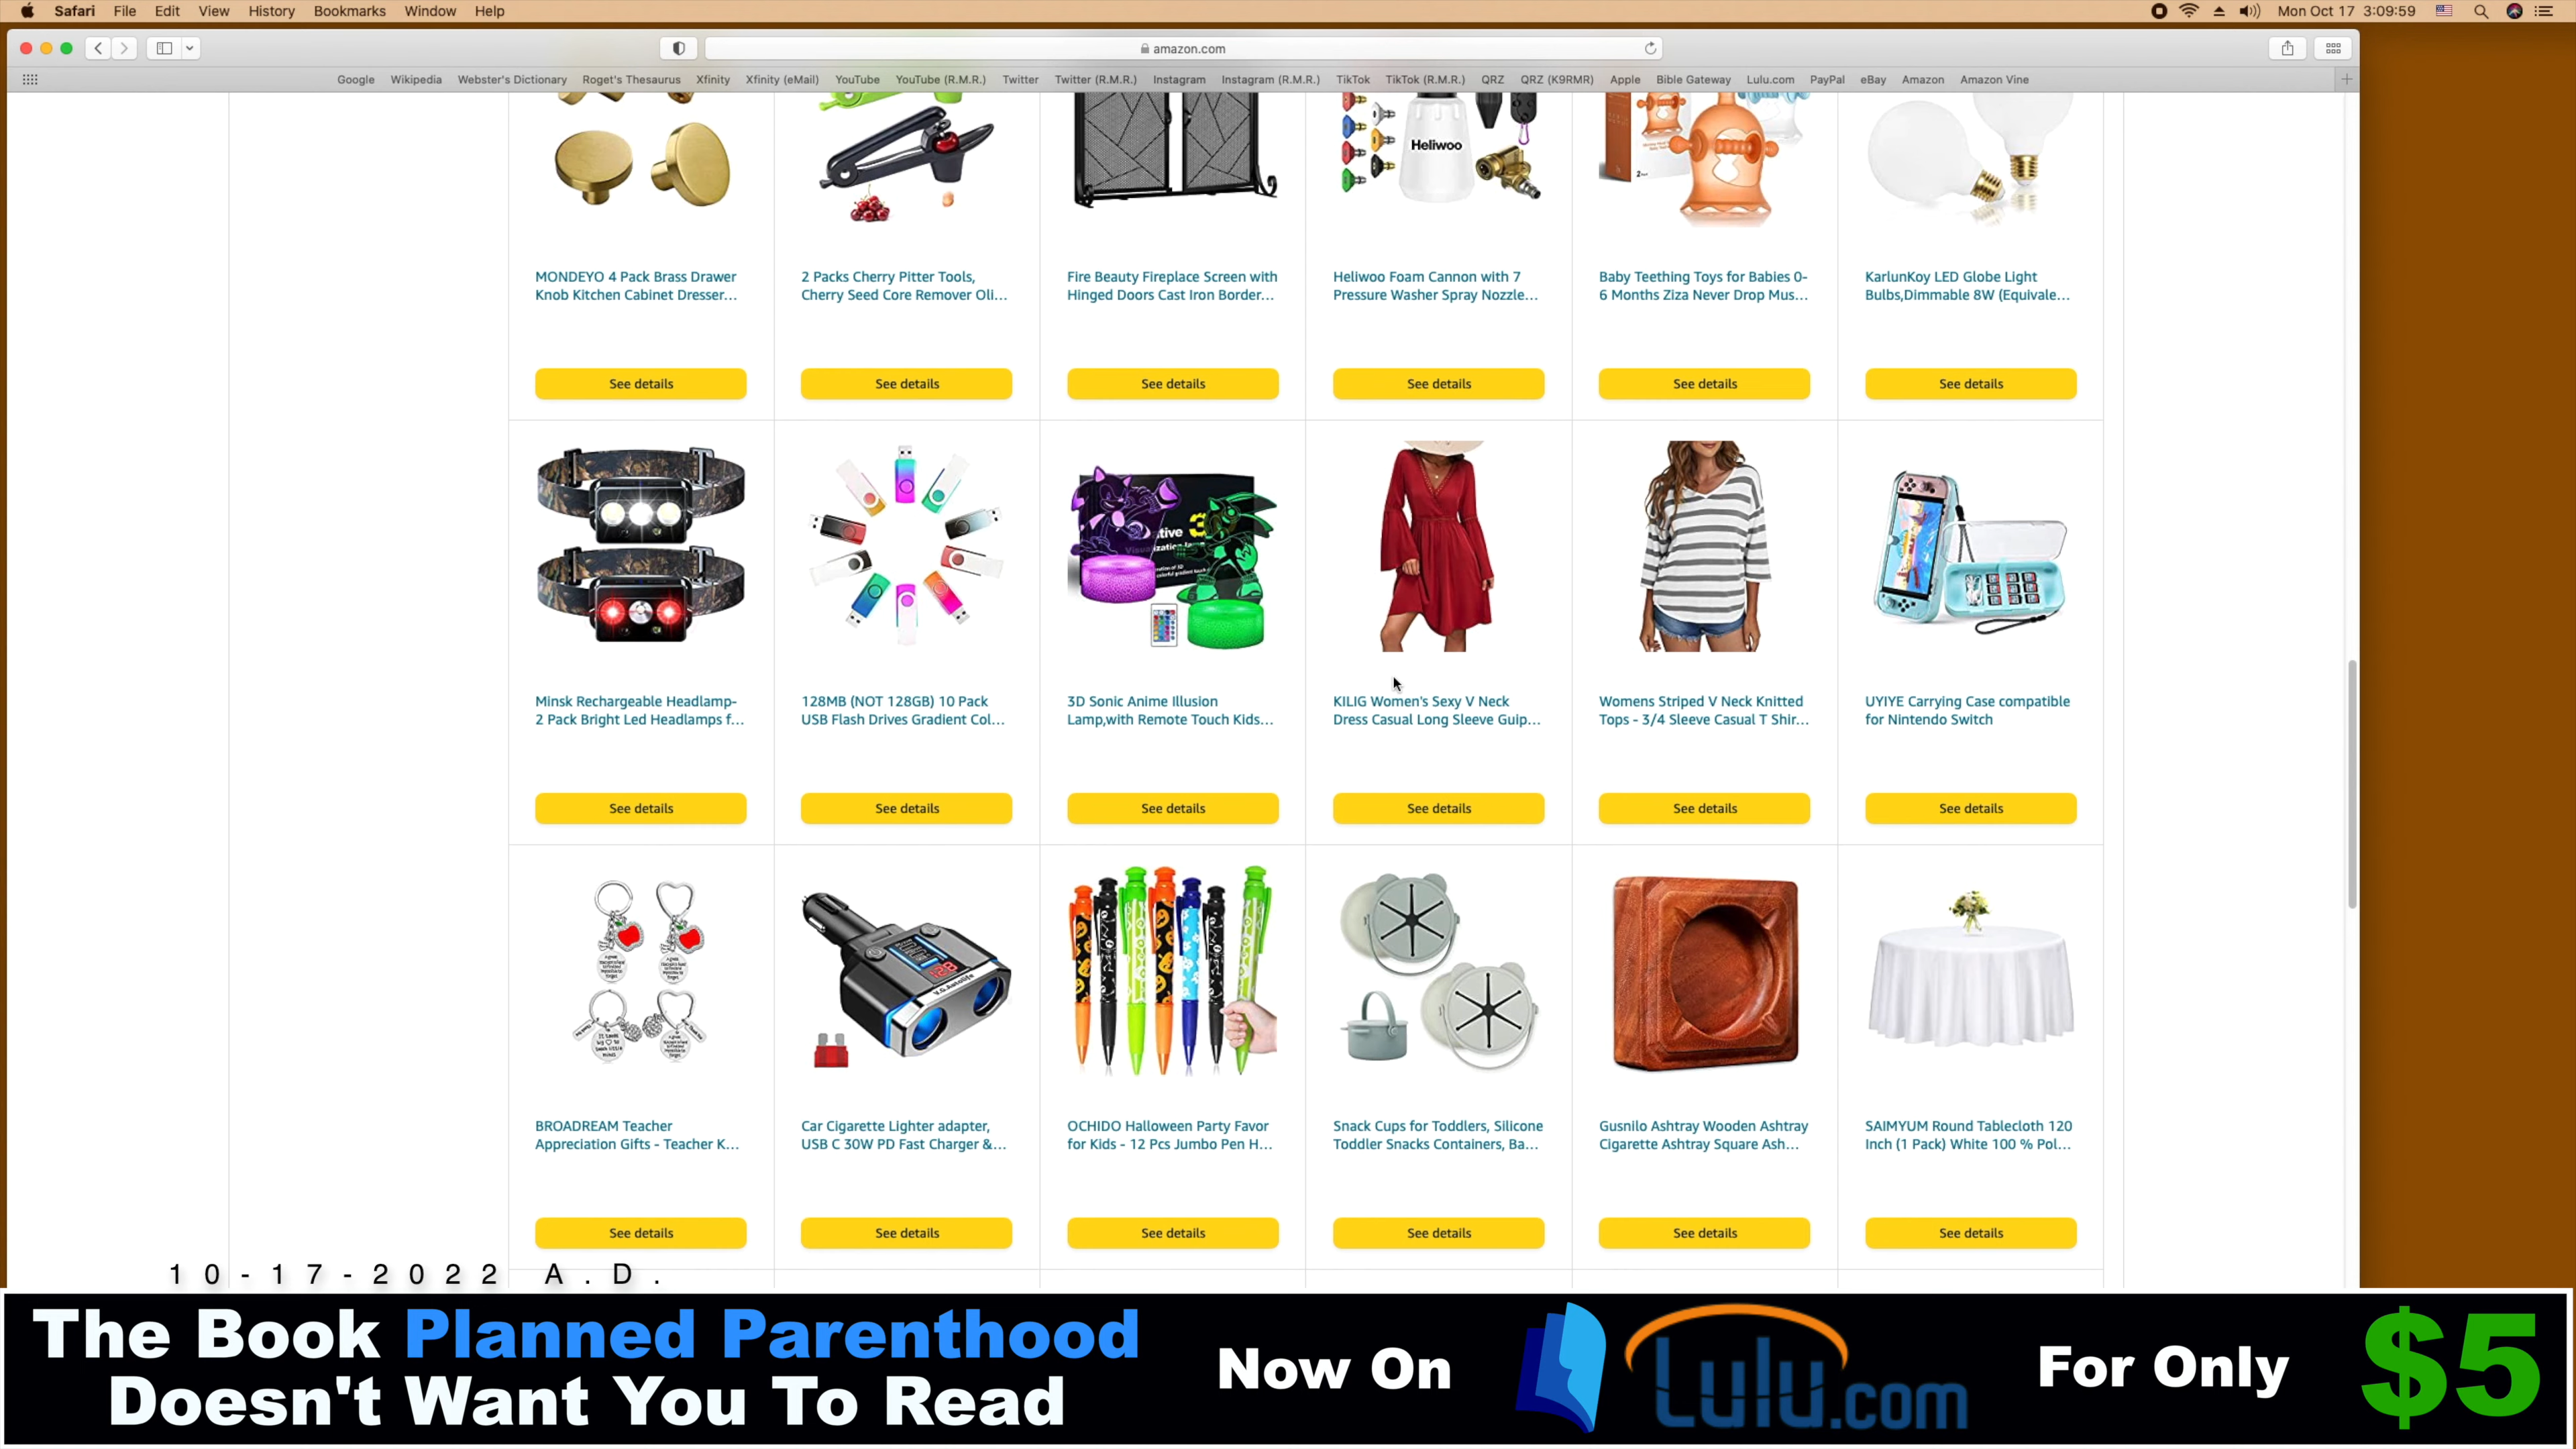 Safari File Edit View History Bookmarks Window Help Mon Oct 17 3:09:59
amazon.com
Google Wikipedia Webster's Dictionary Roget's Thesaurus Xfinity Xfinity (eMail) YouTube YouTube (R.M.R.) Twitter Twitter (R.M.R.) Instagram Instagram (R.M.R.) TikTok TikTok (R.M.R.) QRZ QRZ (K9RMR) Apple Bible Gateway Lulu.com PayPal eBay Amazon Amazon Vine
Heliwoo
MONDEYO 4 Pack Brass Drawer
Knob Kitchen Cabinet Dresser...
2 Packs Cherry Pitter Tools,
Cherry Seed Core Remover Oli...
Fire Beauty Fireplace Screen with
Hinged Doors Cast Iron Border...
Heliwoo Foam Cannon with 7
Pressure Washer Spray Nozzle...
Baby Teething Toys for Babies 0-
6 Months Ziza Never Drop Mus...
KarlunKoy LED Globe Light
Bulbs,Dimmable 8W (Equivale...
See details See details See details See details See details See details
Minsk Rechargeable Headlamp-
2 Pack Bright Led Headlamps f...
128MB (NOT 128GB) 10 Pack
USB Flash Drives Gradient Col...
3D Sonic Anime Illusion
Lamp,with Remote Touch Kids...
KILIG Women's Sexy V Neck
Dress Casual Long Sleeve Guip...
Womens Striped V Neck Knitted
Tops - 3/4 Sleeve Casual T Shir...
UYIYE Carrying Case compatible
for Nintendo Switch
See details See details See details See details See details See details
V.G.Autolife
BROADREAM Teacher
Appreciation Gifts - Teacher K...
Car Cigarette Lighter adapter,
USB C 30W PD Fast Charger &...
OCHIDO Halloween Party Favor
for Kids - 12 Pcs Jumbo Pen H...
Snack Cups for Toddlers, Silicone
Toddler Snacks Containers, Ba...
Gusnilo Ashtray Wooden Ashtray
Cigarette Ashtray Square Ash...
SAIMYUM Round Tablecloth 120
Inch (1 Pack) White 100 % Pol...
See details See details See details See details See details See details
10-17-2022 A.D.
The Book Planned Parenthood
Doesn't Want You To Read
Now On
Lulu.com
For Only
$5